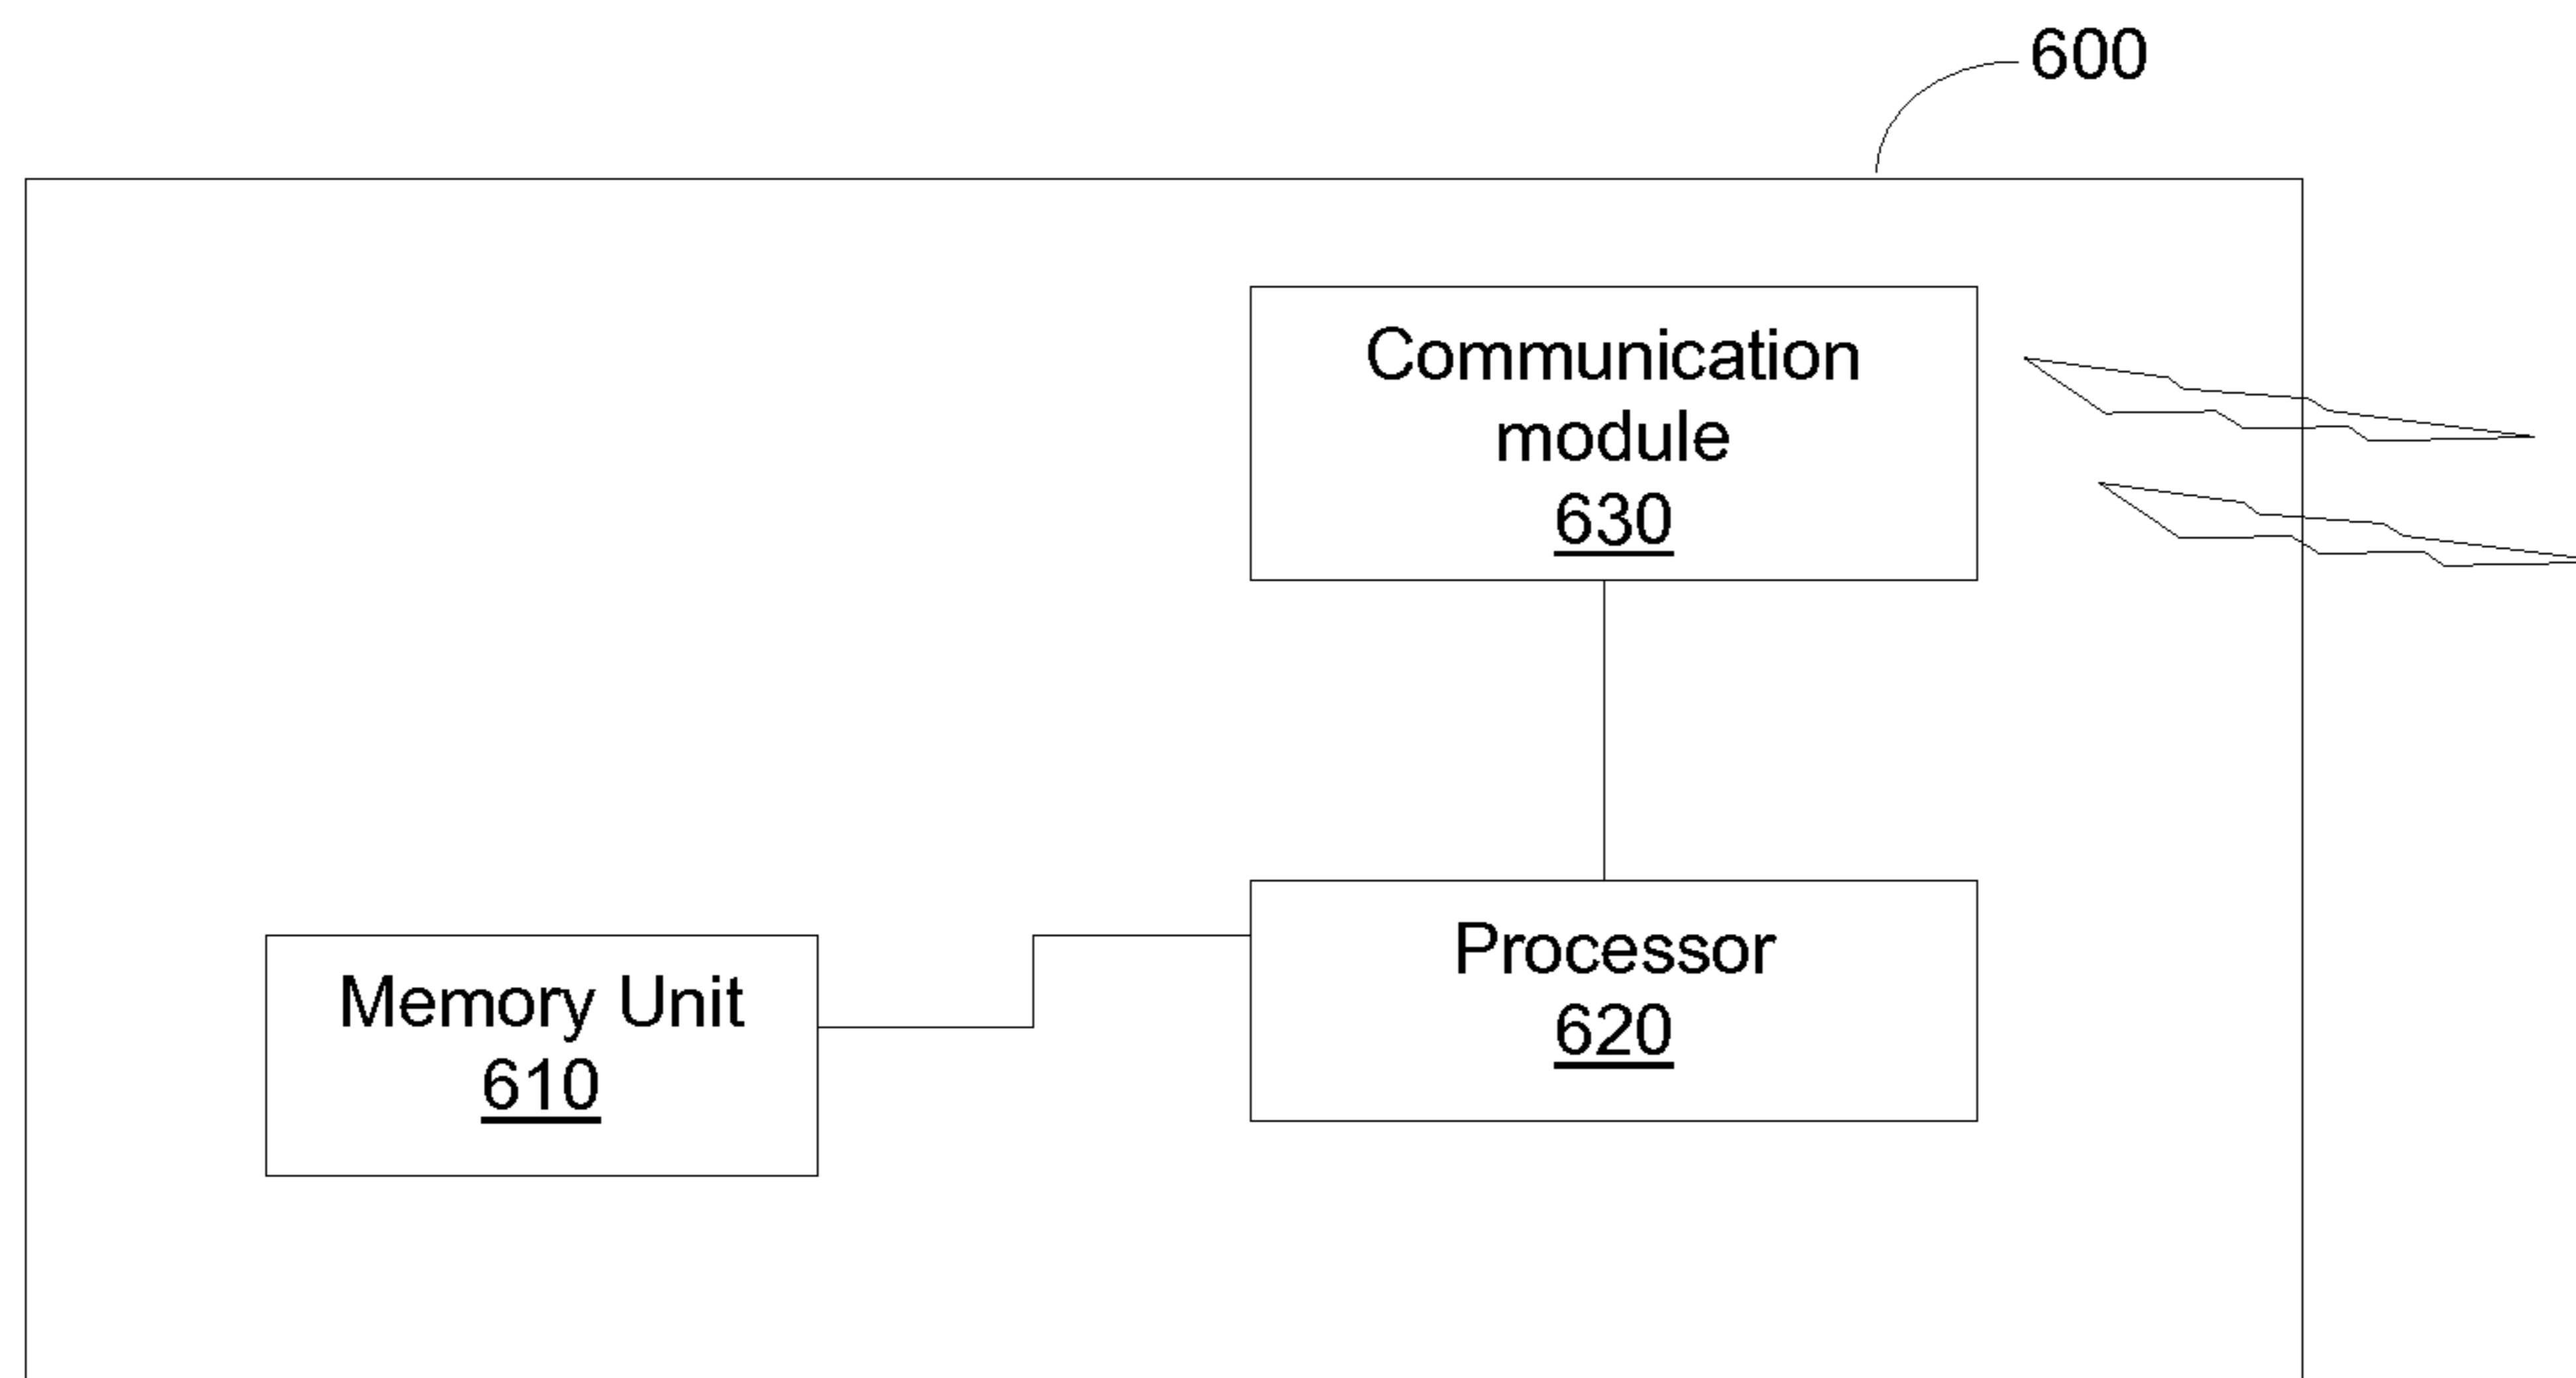 600
Communication
module
630
Processor
620
Memory Unit
610